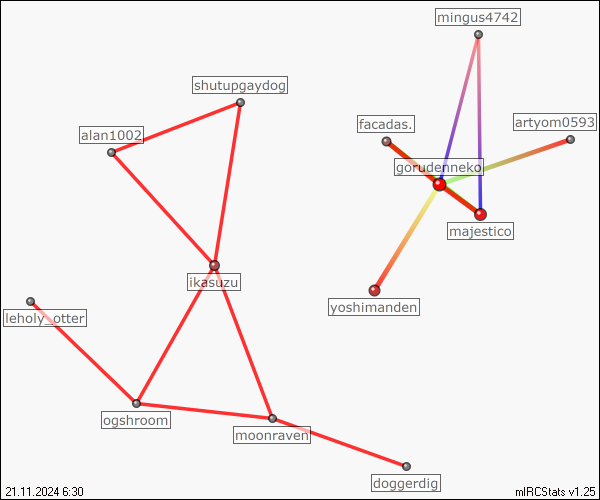 mingus4742
shutupgaydog
facadas.
artyom0593
alan1002
gorudenneko
majestico
ikasuzu
yoshimanden
leholy_otter
ogshroom
moonraven
doggerdig
21.11.2024 6:30
mIRCStats v1.25